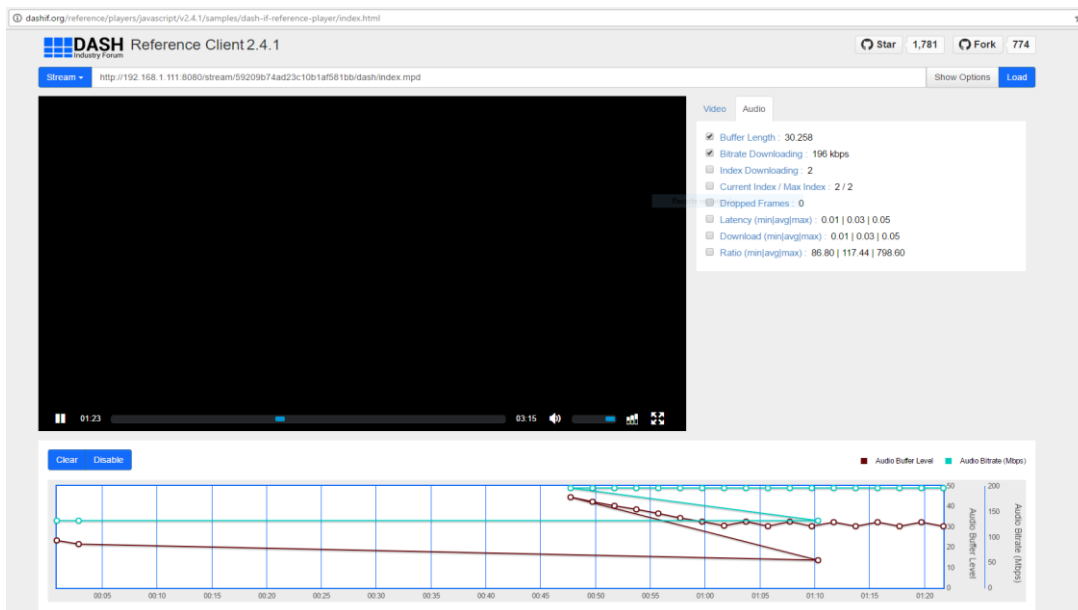 dashif.org/reference/players/javascript/v2.4.1/samples/dash-if-reference-player/index.html
DASH Industry Forum Reference Client 2.4.1
Star 1,781 Fork 774
Stream http://192.168.1.111:8080/stream/59209b74ad23c10b1af581bb/dash/index.mpd Show Options Load
Video Audio
Buffer Length : 30.258
Bitrate Downloading : 196 kbps
Index Downloading : 2
Current Index / Max Index : 2 / 2
Dropped Frames : 0
Latency (min|avg|max) : 0.01 | 0.03 | 0.05
Download (min|avg|max) : 0.01 | 0.03 | 0.05
Ratio (min|avg|max) : 86.80 | 117.44 | 798.60
01:23 03:15
Clear Disable
Audio Buffer Level Audio Bitrate (Mbps)
50 40 30 20 10 0
Audio Buffer Level
200 150 100 50 0
Audio Bitrate (Mbps)
00:05 00:10 00:15 00:20 00:25 00:30 00:35 00:40 00:45 00:50 00:55 01:00 01:05 01:10 01:15 01:20